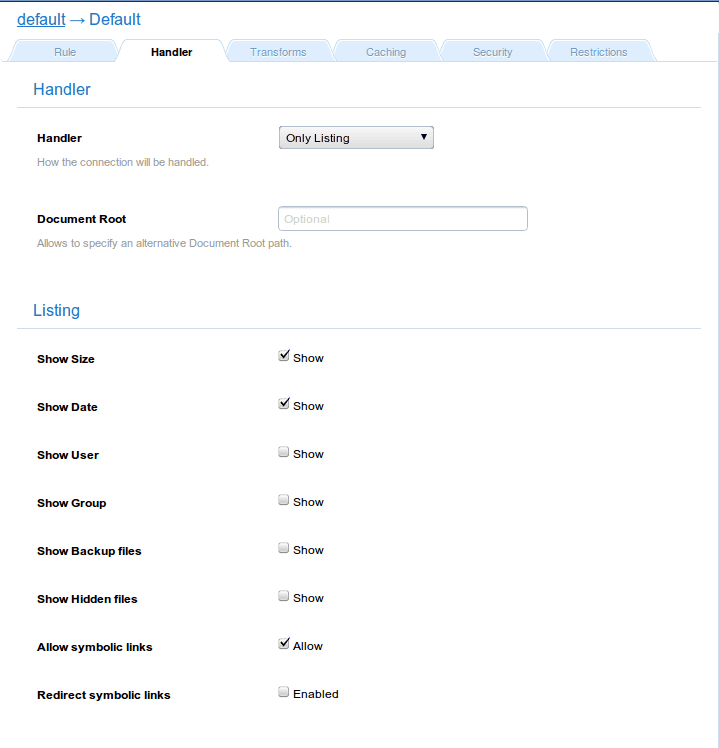 default → Default
Rule Handler Transforms Caching Security Restrictions
Handler
Handler Only Listing
How the connection will be handled.
Document Root Optional
Allows to specify an alternative Document Root path.
Listing
Show Size Show
Show Date Show
Show User Show
Show Group Show
Show Backup files Show
Show Hidden files Show
Allow symbolic links Allow
Redirect symbolic links Enabled